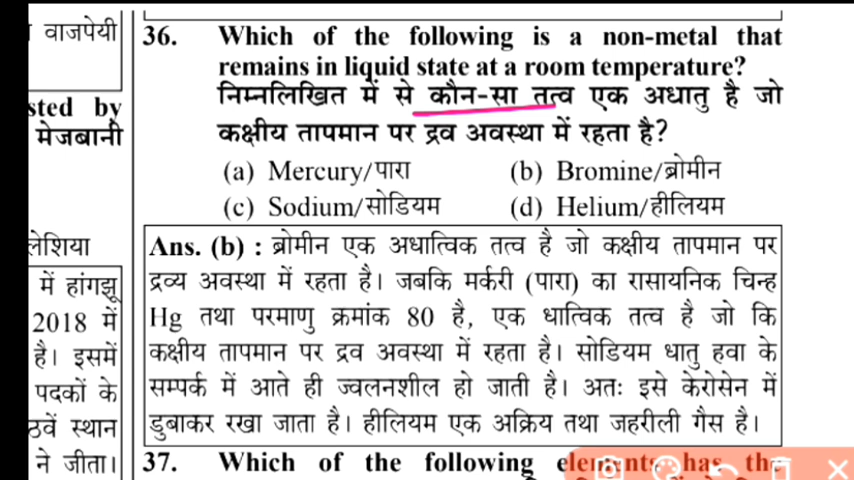 वाजपेयी
sted by
मेजबानी
लेशिया
में हांगझू
2018 में
है। इसमें
पदकों के
ठवें स्थान
ने जीता।
36. Which of the following is a non-metal that
remains in liquid state at a room temperature?
निम्नलिखित में से कौन-सा तत्व एक अधातु है जो
कक्षीय तापमान पर द्रव अवस्था में रहता है?
(a) Mercury/पारा (b) Bromine/ब्रोमीन
(c) Sodium/सोडियम (d) Helium/हीलियम
Ans. (b) : ब्रोमीन एक अधात्विक तत्व है जो कक्षीय तापमान पर
द्रव्य अवस्था में रहता है। जबकि मर्करी (पारा) का रासायनिक चिन्ह
Hg तथा परमाणु क्रमांक 80 है, एक धात्विक तत्व है जो कि
कक्षीय तापमान पर द्रव अवस्था में रहता है। सोडियम धातु हवा के
सम्पर्क में आते ही ज्वलनशील हो जाती है। अतः इसे केरोसेन में
डुबाकर रखा जाता है। हीलियम एक अक्रिय तथा जहरीली गैस है।
37. Which of the following elements has the